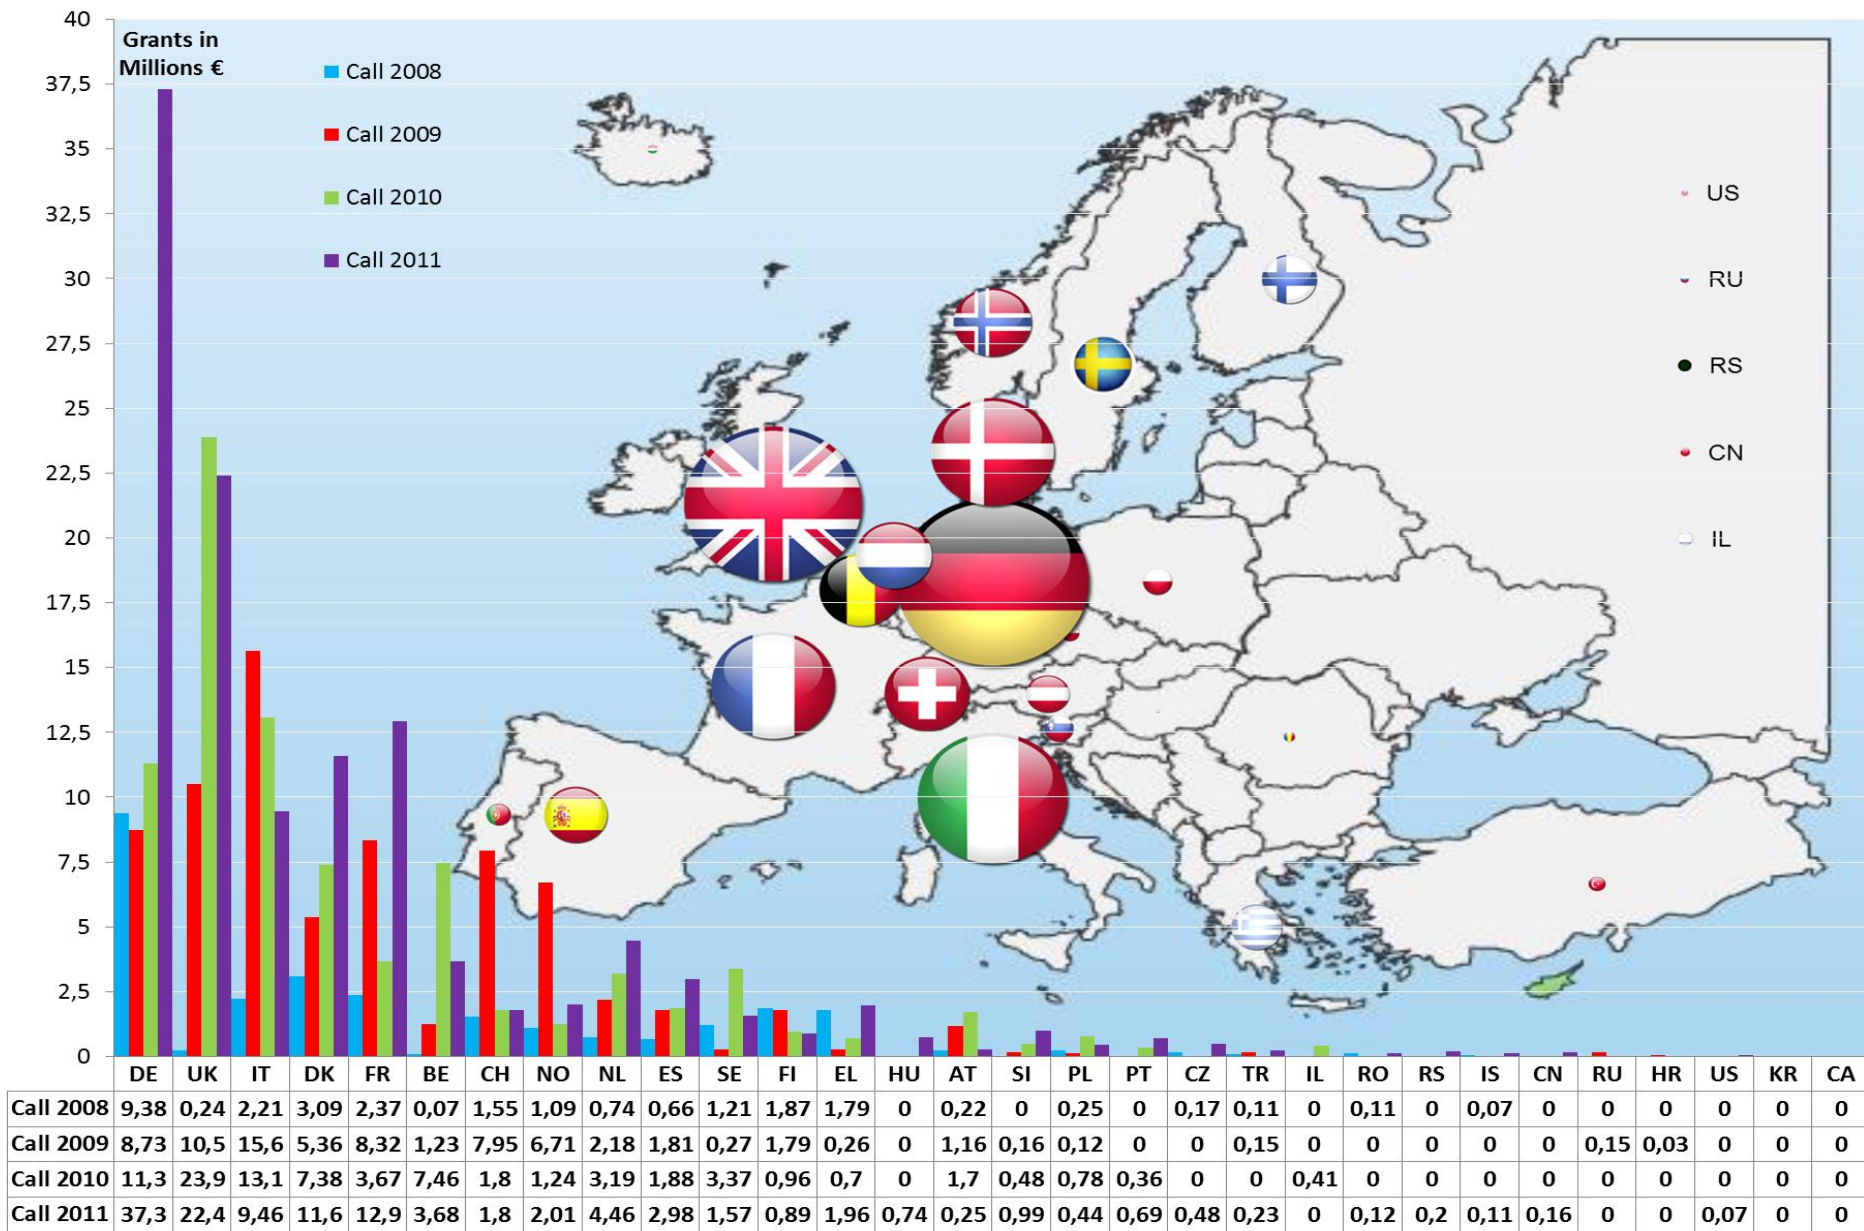 40
37,5
35
32,5
30
27,5
25
22,5
20
17,5
15
12,5
10
7,5
5
2,5
0
Grants in
Millions €
Call 2008
Call 2009
Call 2010
Call 2011
US
RU
RS
CN
IL
DE UK IT DK FR BE CH NO NL ES SE FI EL HU AT SI PL PT CZ TR IL RO RS IS CN RU HR US KR CA
Call 2008 9,38 0,24 2,21 3,09 2,37 0,07 1,55 1,09 0,74 0,66 1,21 1,87 1,79 0 0,22 0 0,25 0 0,17 0,11 0 0,11 0 0,07 0 0 0 0 0 0
Call 2009 8,73 10,5 15,6 5,36 8,32 1,23 7,95 6,71 2,18 1,81 0,27 1,79 0,26 0 1,16 0,16 0,12 0 0 0,15 0 0 0 0 0 0,15 0,03 0 0 0
Call 2010 11,3 23,9 13,1 7,38 3,67 7,46 1,8 1,24 3,19 1,88 3,37 0,96 0,7 0 1,7 0,48 0,78 0,36 0 0 0,41 0 0 0 0 0 0 0 0 0
Call 2011 37,3 22,4 9,46 11,6 12,9 3,68 1,8 2,01 4,46 2,98 1,57 0,89 1,96 0,74 0,25 0,99 0,44 0,69 0,48 0,23 0 0,12 0,2 0,11 0,16 0 0 0,07 0 0